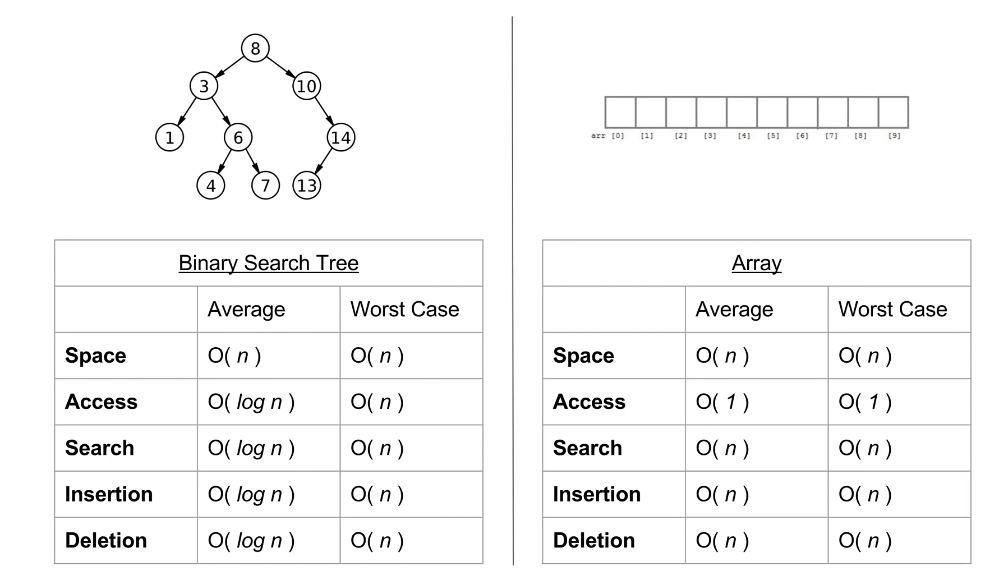 8
3 10
1 6 14
4 7 13
arr [0] [1] [2] [3] [4] [5] [6] [7] [8] [9]
Binary Search Tree
Average Worst Case
Space O( n ) O( n )
Access O( log n ) O( n )
Search O( log n ) O( n )
Insertion O( log n ) O( n )
Deletion O( log n ) O( n )
Array
Average Worst Case
Space O( n ) O( n )
Access O( 1 ) O( 1 )
Search O( n ) O( n )
Insertion O( n ) O( n )
Deletion O( n ) O( n )